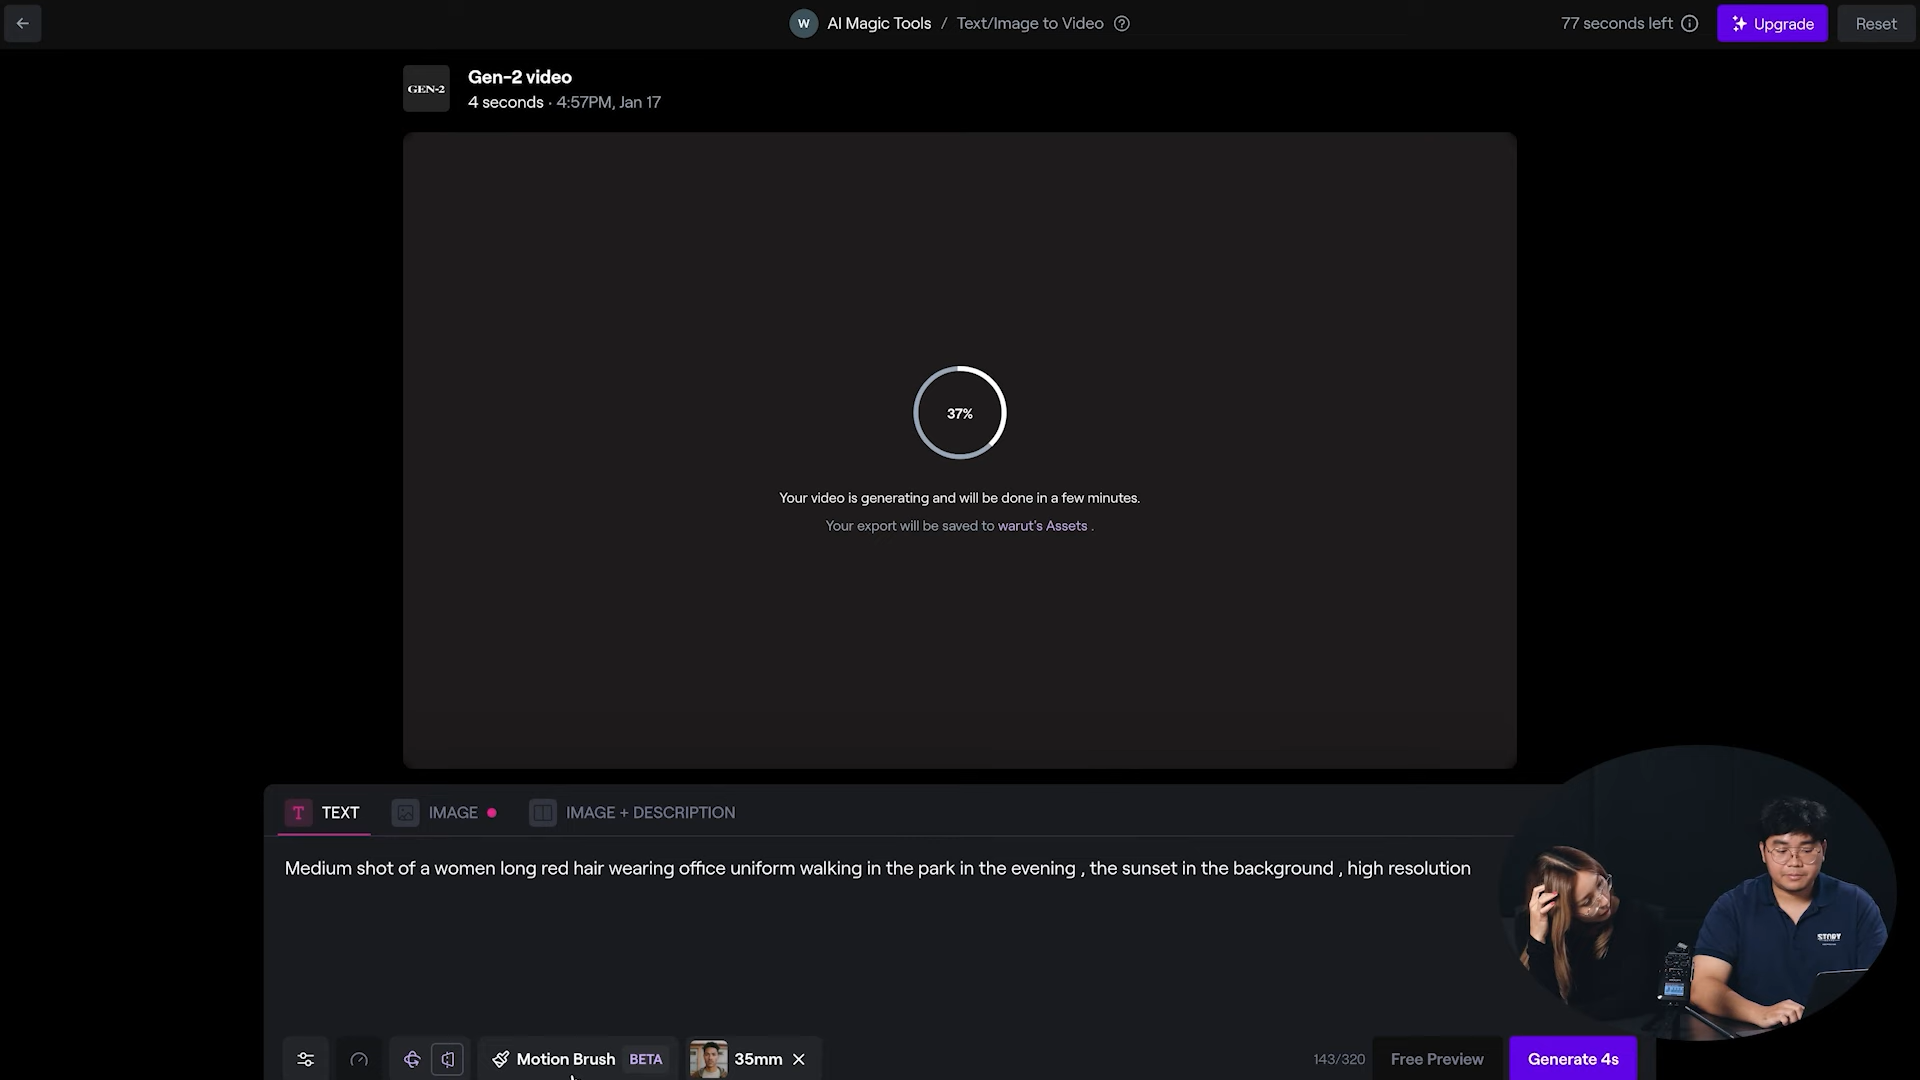 W AI Magic Tools / Text/Image to Video
77 seconds left
Upgrade
Reset
GEN-2
Gen-2 video
4 seconds · 4:57PM, Jan 17
37%
Your video is generating and will be done in a few minutes.
Your export will be saved to warut's Assets .
T TEXT
IMAGE
IMAGE + DESCRIPTION
Medium shot of a women long red hair wearing office uniform walking in the park in the evening , the sunset in the background , high resolution
STORY
Motion Brush BETA
35mm
143/320
Free Preview
Generate 4s